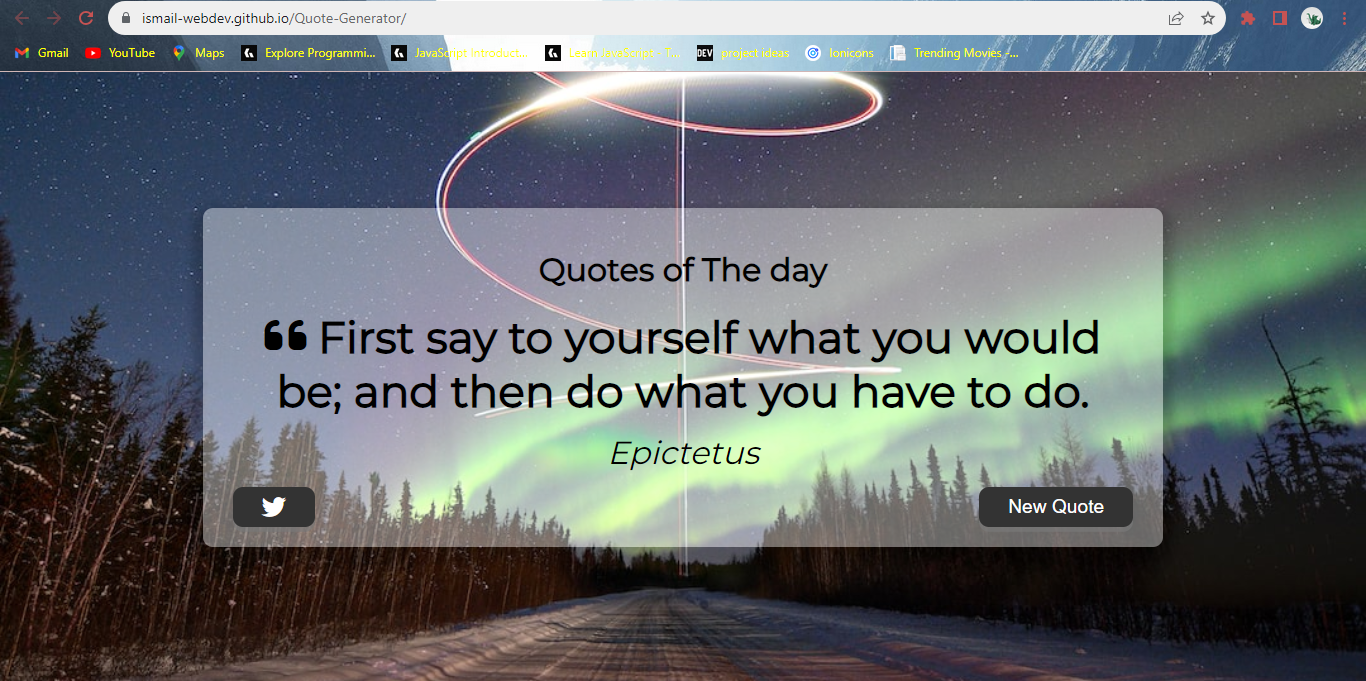 ismail-webdev.github.io/Quote-Generator/
Gmail YouTube Maps Explore Programmi... JavaScript Introduct... Learn JavaScript - T... DEV project ideas Ionicons Trending Movies -...
Quotes of The day
❝ First say to yourself what you would
be; and then do what you have to do.
Epictetus
New Quote